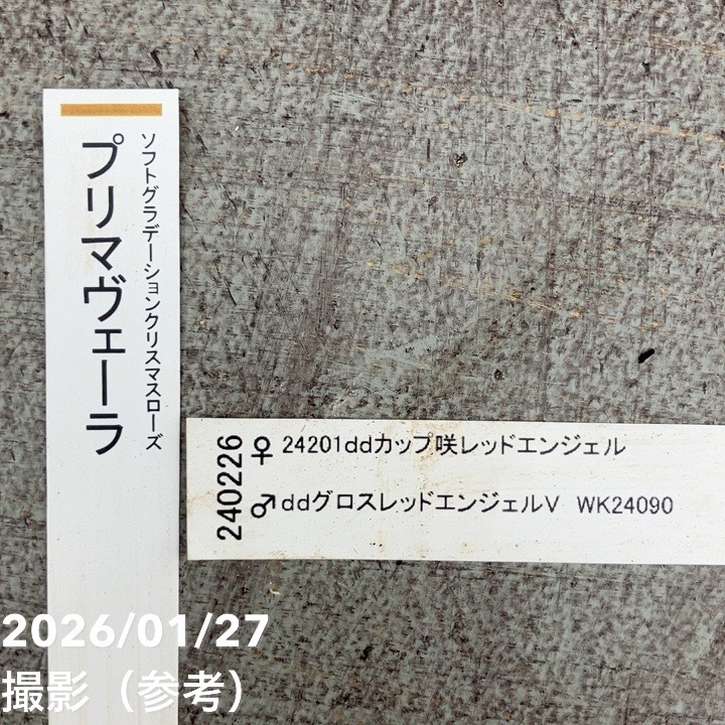 ソフトグラデーションクリスマスローズ
プリマヴェーラ
240226
♀ 24201ddカップ咲レッドエンジェル
♂ddグロスレッドエンジェルV WK24090
2026/01/27
撮影（参考）